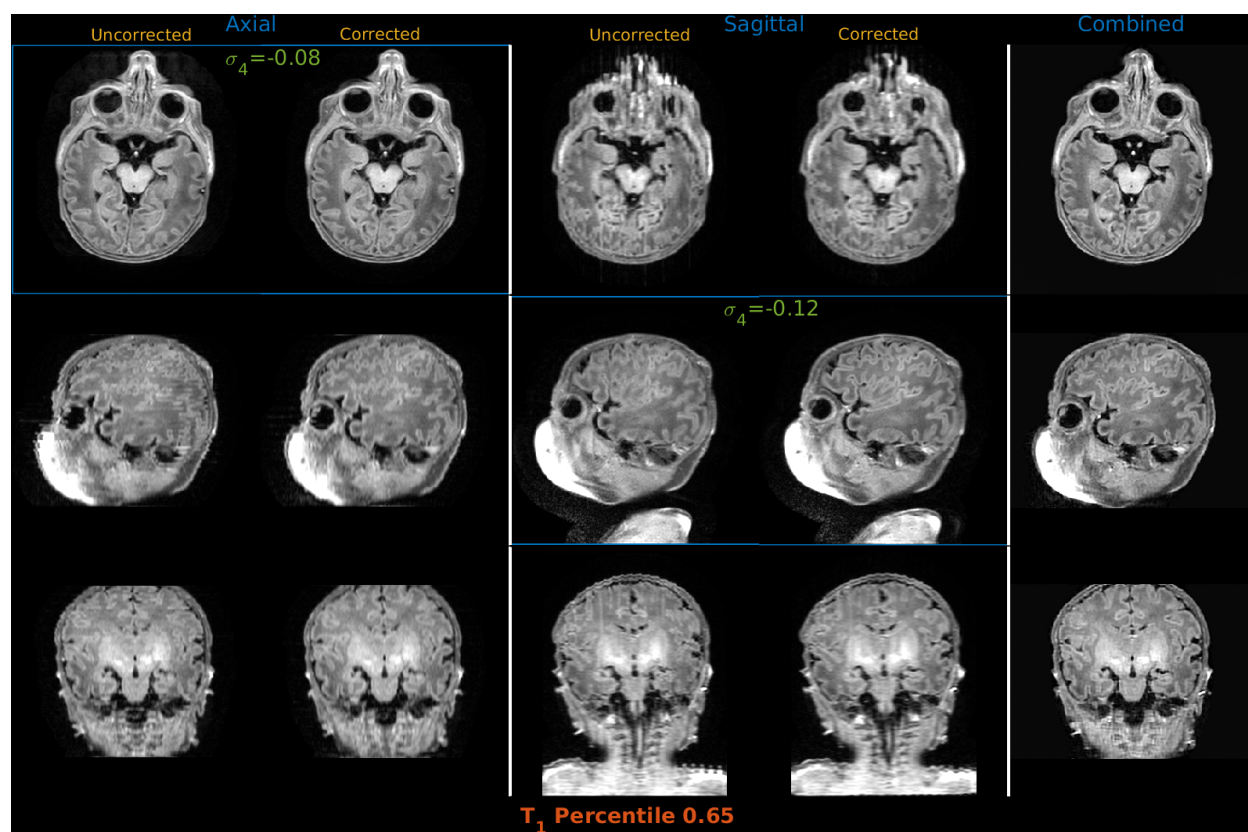 Axial Sagittal Combined
Uncorrected Corrected Uncorrected Corrected
σ4=-0.08
σ4=-0.12
T1 Percentile 0.65